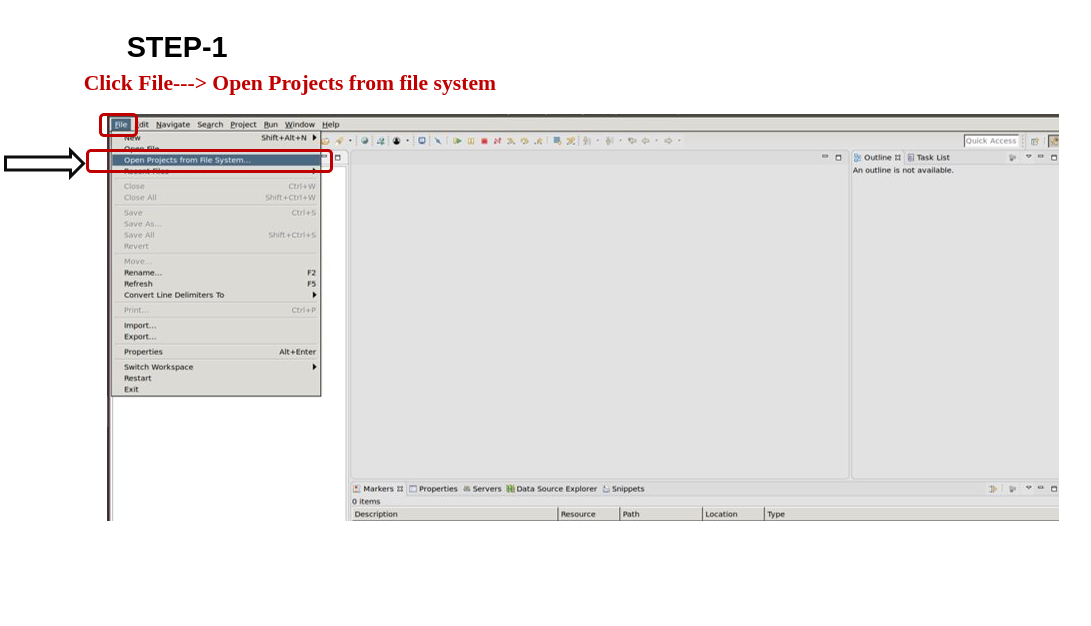 STEP-1
Click File---> Open Projects from file system
File Edit Navigate Search Project Run Window Help
New Shift+Alt+N
Open File
Quick Access
Open Projects from File System...
Recent Files
Outline Task List
An outline is not available.
Close Ctrl+W
Close All Shift+Ctrl+W
Save Ctrl+S
Save As...
Save All Shift+Ctrl+S
Revert
Move...
Rename... F2
Refresh F5
Convert Line Delimiters To
Print... Ctrl+P
Import...
Export...
Properties Alt+Enter
Switch Workspace
Restart
Exit
Markers Properties Servers Data Source Explorer Snippets
0 items
Description Resource Path Location Type